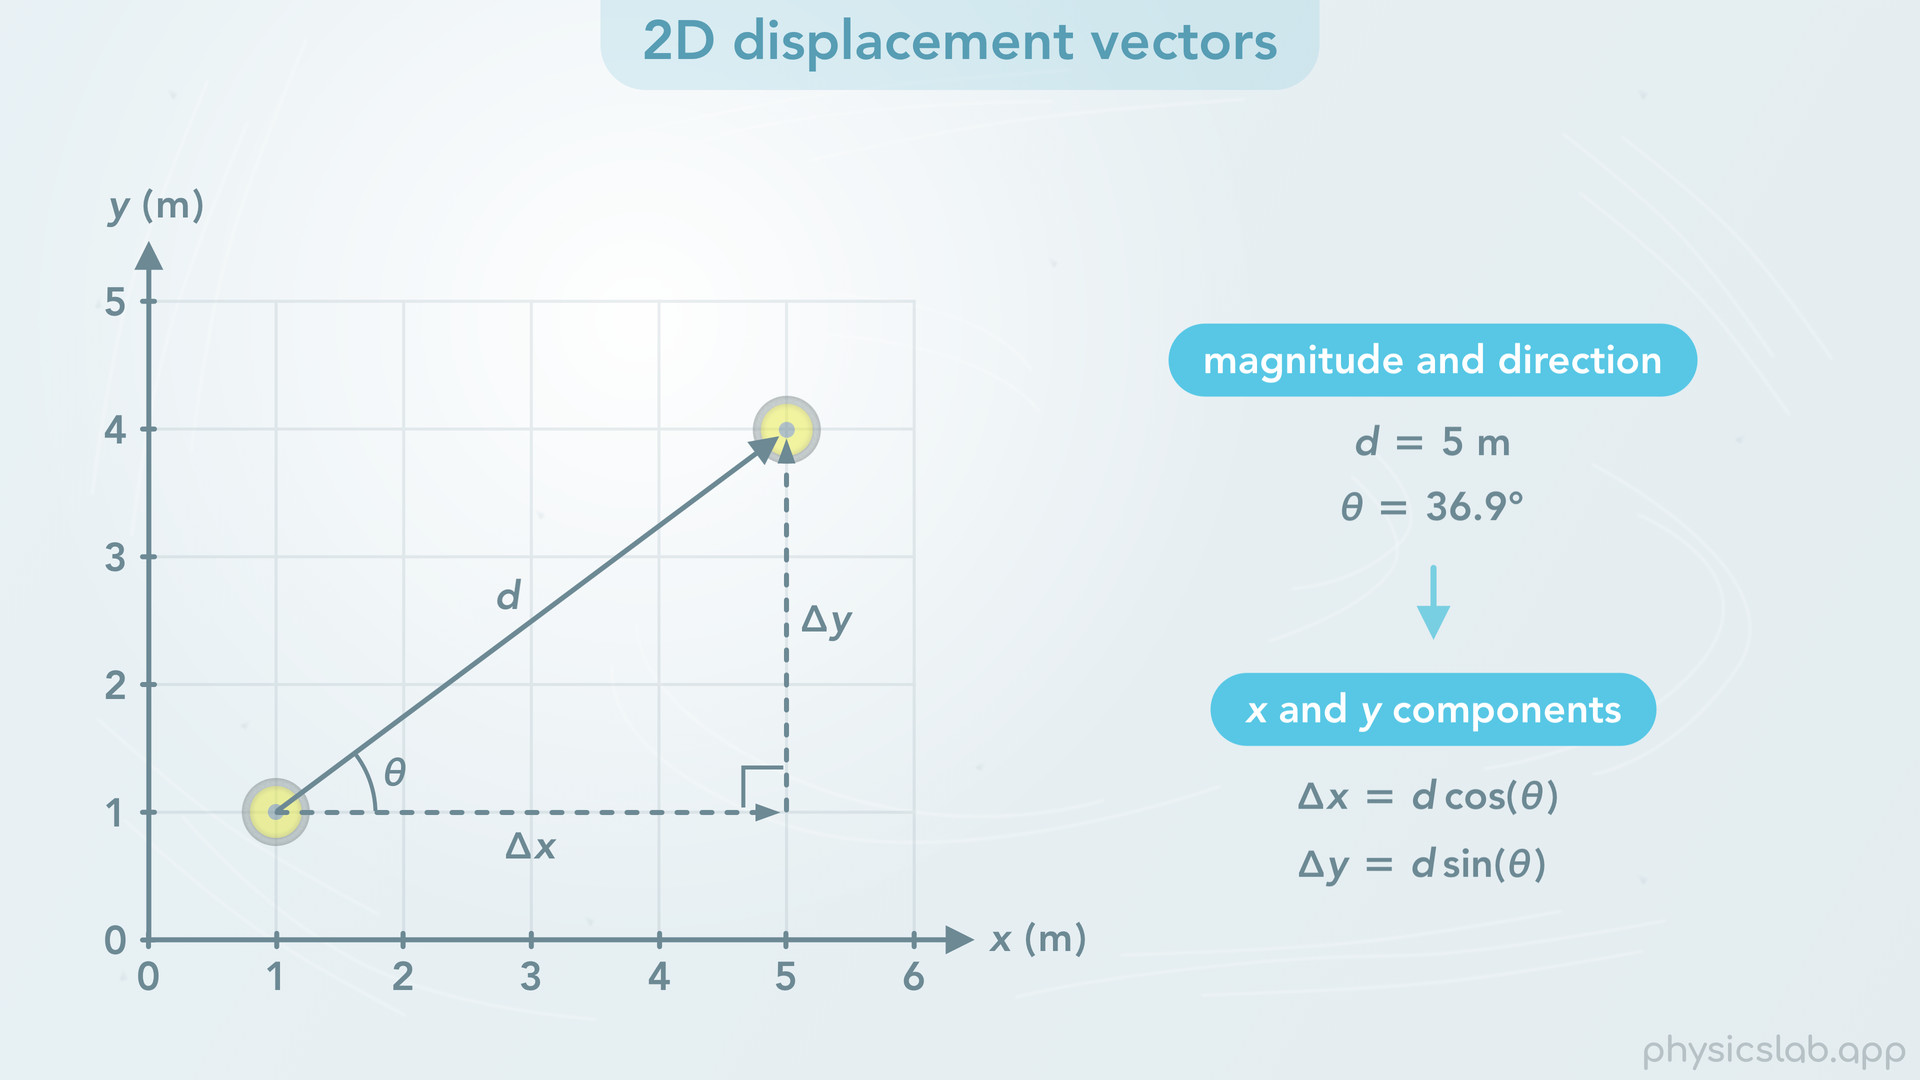 2D displacement vectors
y (m)
5
4
3
2
1
0
0 1 2 3 4 5 6
x (m)
d
θ
Δx
Δy
magnitude and direction
d = 5 m
θ = 36.9°
x and y components
Δx = d cos(θ)
Δy = d sin(θ)
physicslab.app